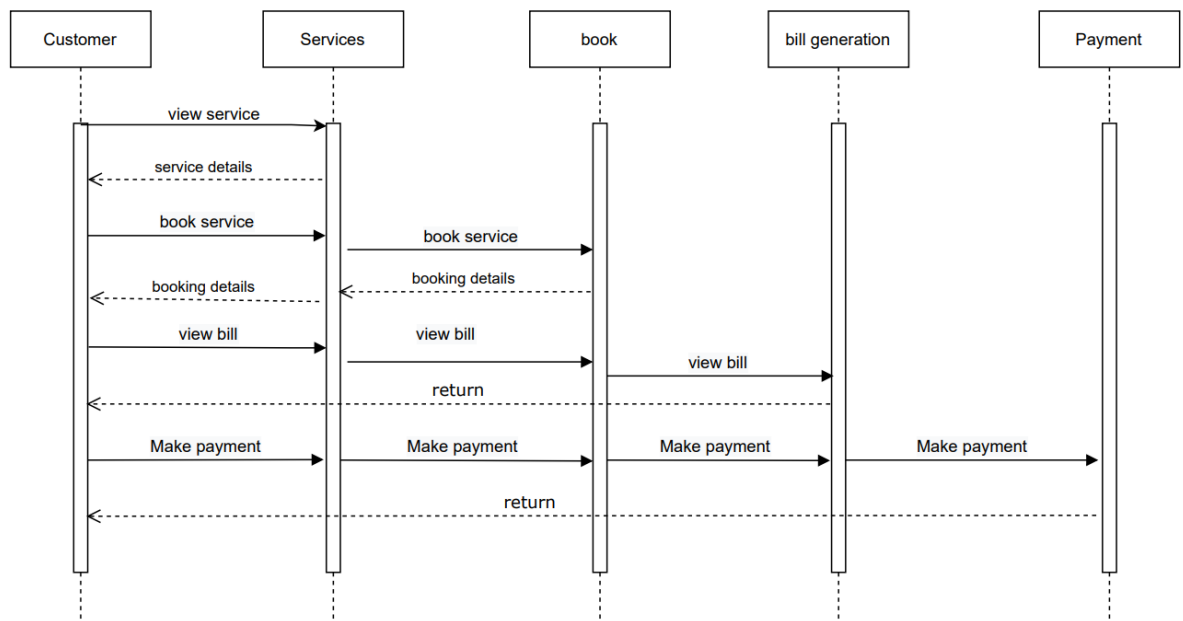 Customer
Services
book
bill generation
Payment
view service
service details
book service
book service
booking details
booking details
view bill
view bill
view bill
return
Make payment
Make payment
Make payment
Make payment
return